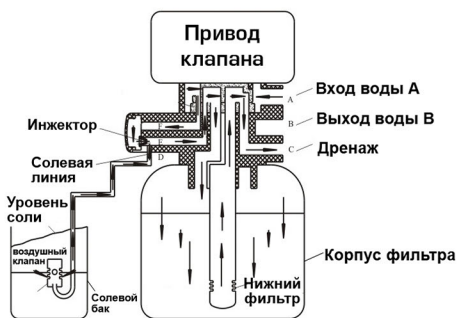 Привод
клапана
Вход воды А
A
Инжектор
F
B
Выход воды В
E
Солевая
линия
D
C
Дренаж
Уровень
соли
воздушный
клапан
Корпус фильтра
Нижний
фильтр
Солевой
бак